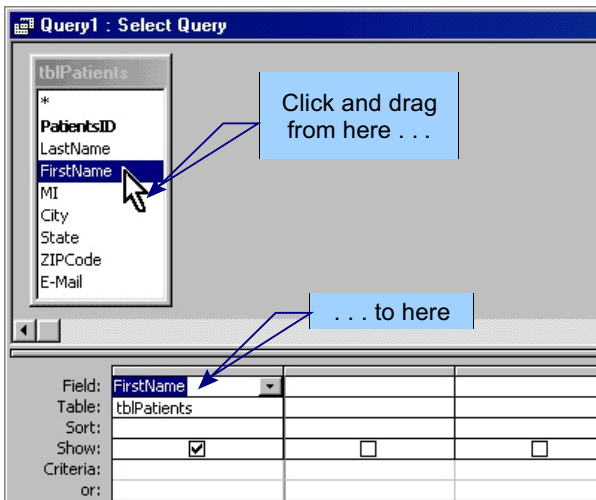 Query1 : Select Query
tblPatients
*
PatientsID
LastName
FirstName
MI
City
State
ZIPCode
E-Mail
Click and drag
from here . . .
. . . to here
Field: FirstName
Table: tblPatients
Sort:
Show:
Criteria:
or: